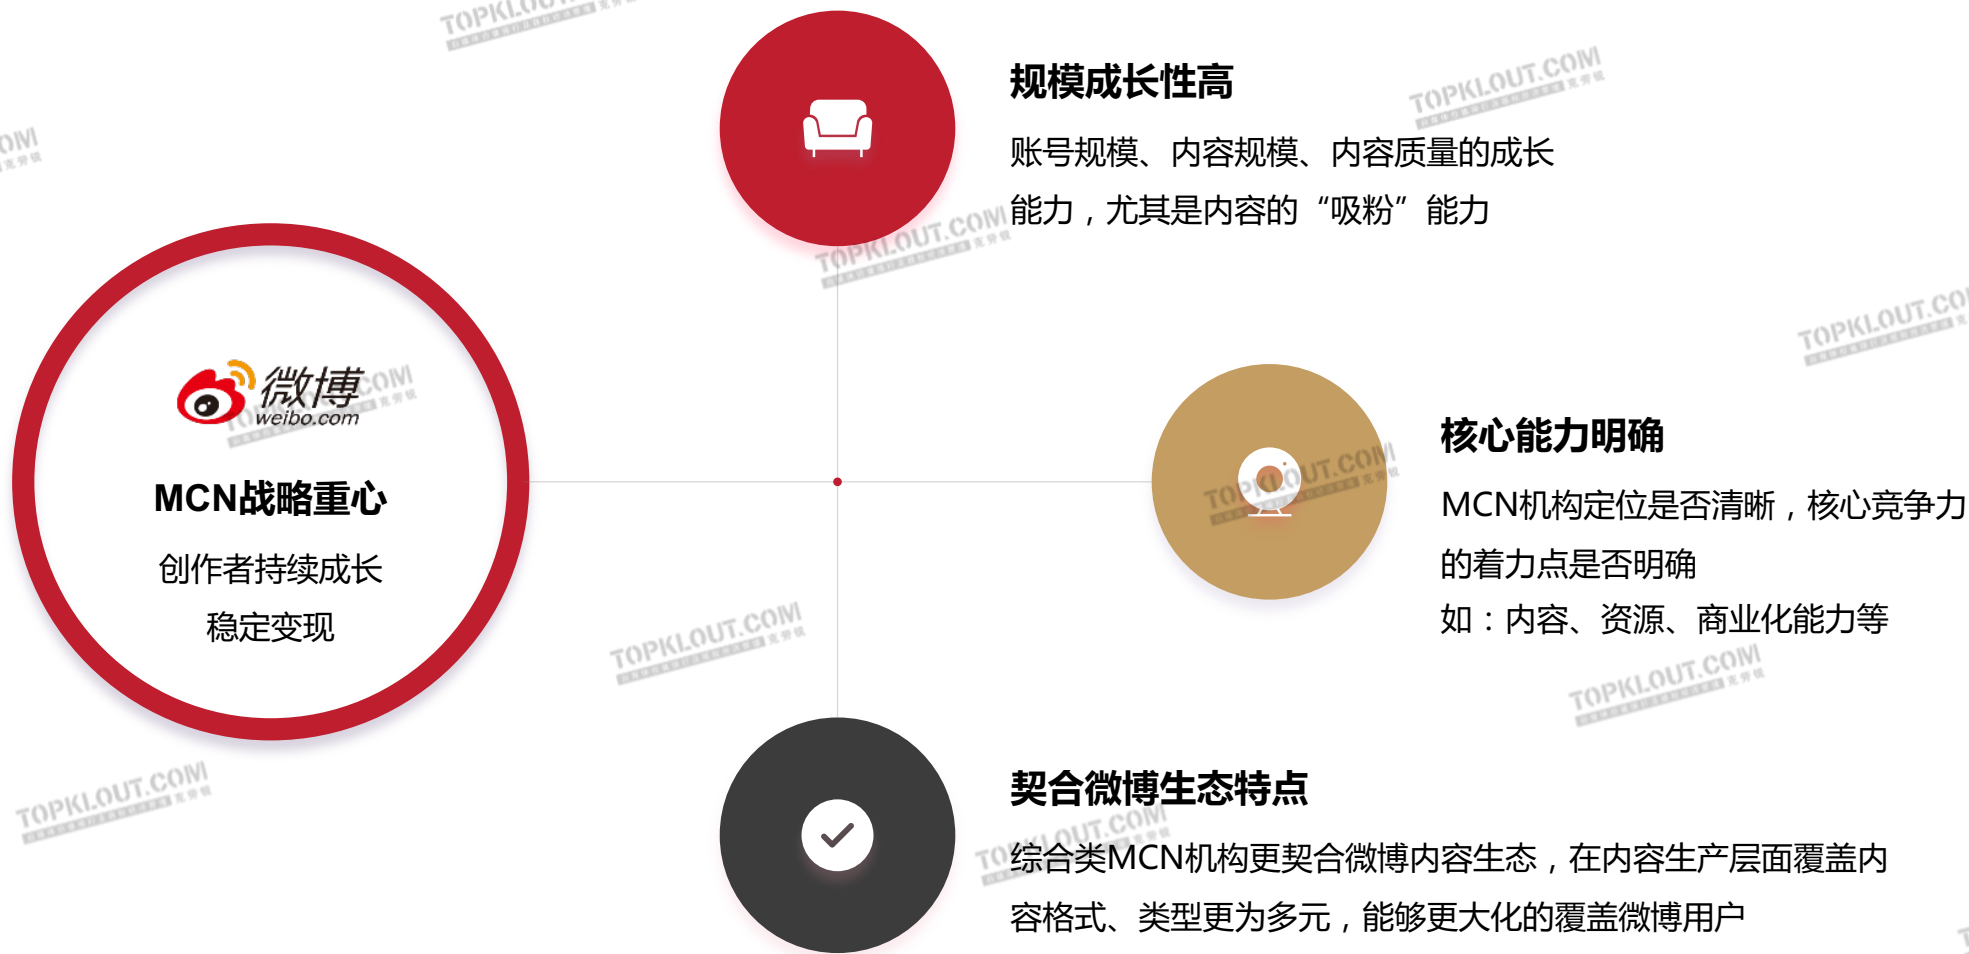 规模成长性高
账号规模、内容规模、内容质量的成长
能力，尤其是内容的“吸粉”能力
微博
weibo.com
MCN战略重心
创作者持续成长
稳定变现
核心能力明确
MCN机构定位是否清晰，核心竞争力
的着力点是否明确
如：内容、资源、商业化能力等
契合微博生态特点
综合类MCN机构更契合微博内容生态，在内容生产层面覆盖内
容格式、类型更为多元，能够更大化的覆盖微博用户
TOPKLOUT.COM
克劳锐